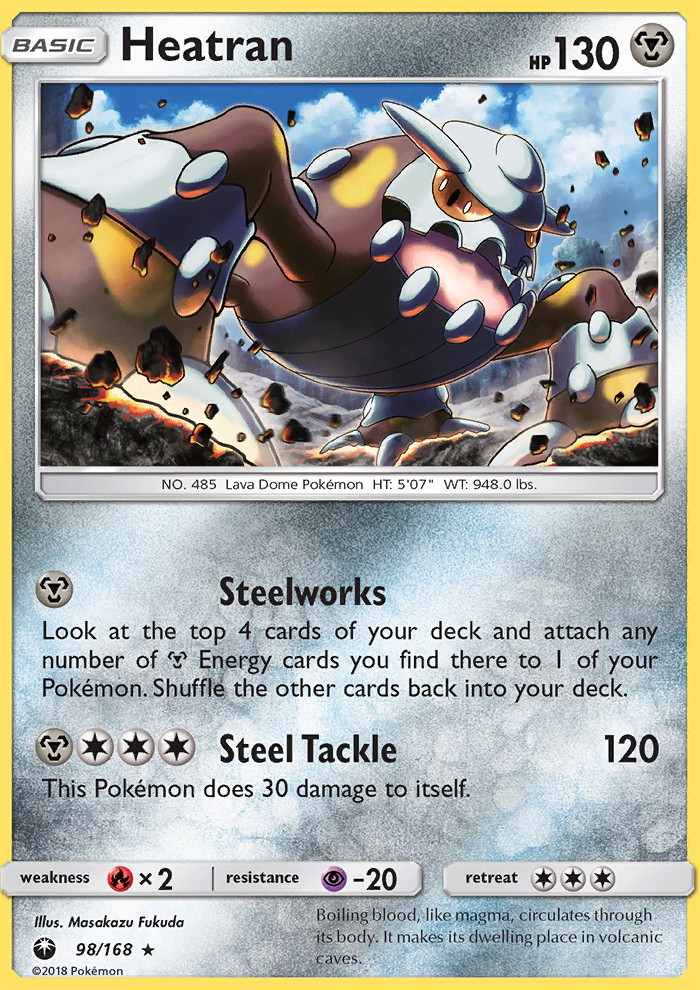 BASIC Heatran HP 130
NO. 485 Lava Dome Pokémon HT: 5'07" WT: 948.0 lbs.
Steelworks
Look at the top 4 cards of your deck and attach any
number of Energy cards you find there to 1 of your
Pokémon. Shuffle the other cards back into your deck.
Steel Tackle 120
This Pokémon does 30 damage to itself.
weakness × 2 resistance -20 retreat
Illus. Masakazu Fukuda
98/168 ★
©2018 Pokémon
Boiling blood, like magma, circulates through
its body. It makes its dwelling place in volcanic
caves.